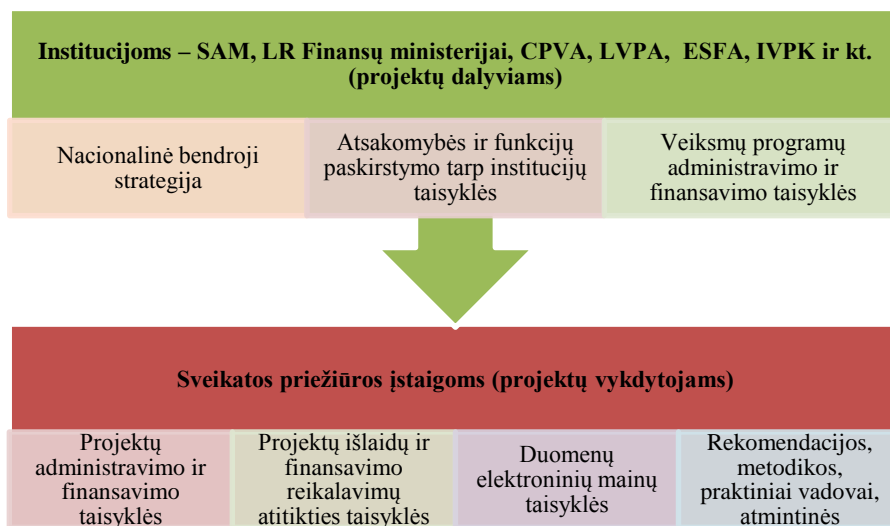 Institucijoms – SAM, LR Finansų ministerijai, CPVA, LVPA, ESFA, IVPK ir kt.
(projektų dalyviams)
Nacionalinė bendroji
strategija
Atsakomybės ir funkcijų
paskirstymo tarp institucijų
taisyklės
Veiksmų programų
administravimo ir
finansavimo taisyklės
Sveikatos priežiūros įstaigoms (projektų vykdytojams)
Projektų
administravimo ir
finansavimo
taisyklės
Projektų išlaidų ir
finansavimo
reikalavimų
atitikties taisyklės
Duomenų
elektroninių mainų
taisyklės
Rekomendacijos,
metodikos,
praktiniai vadovai,
atmintinės